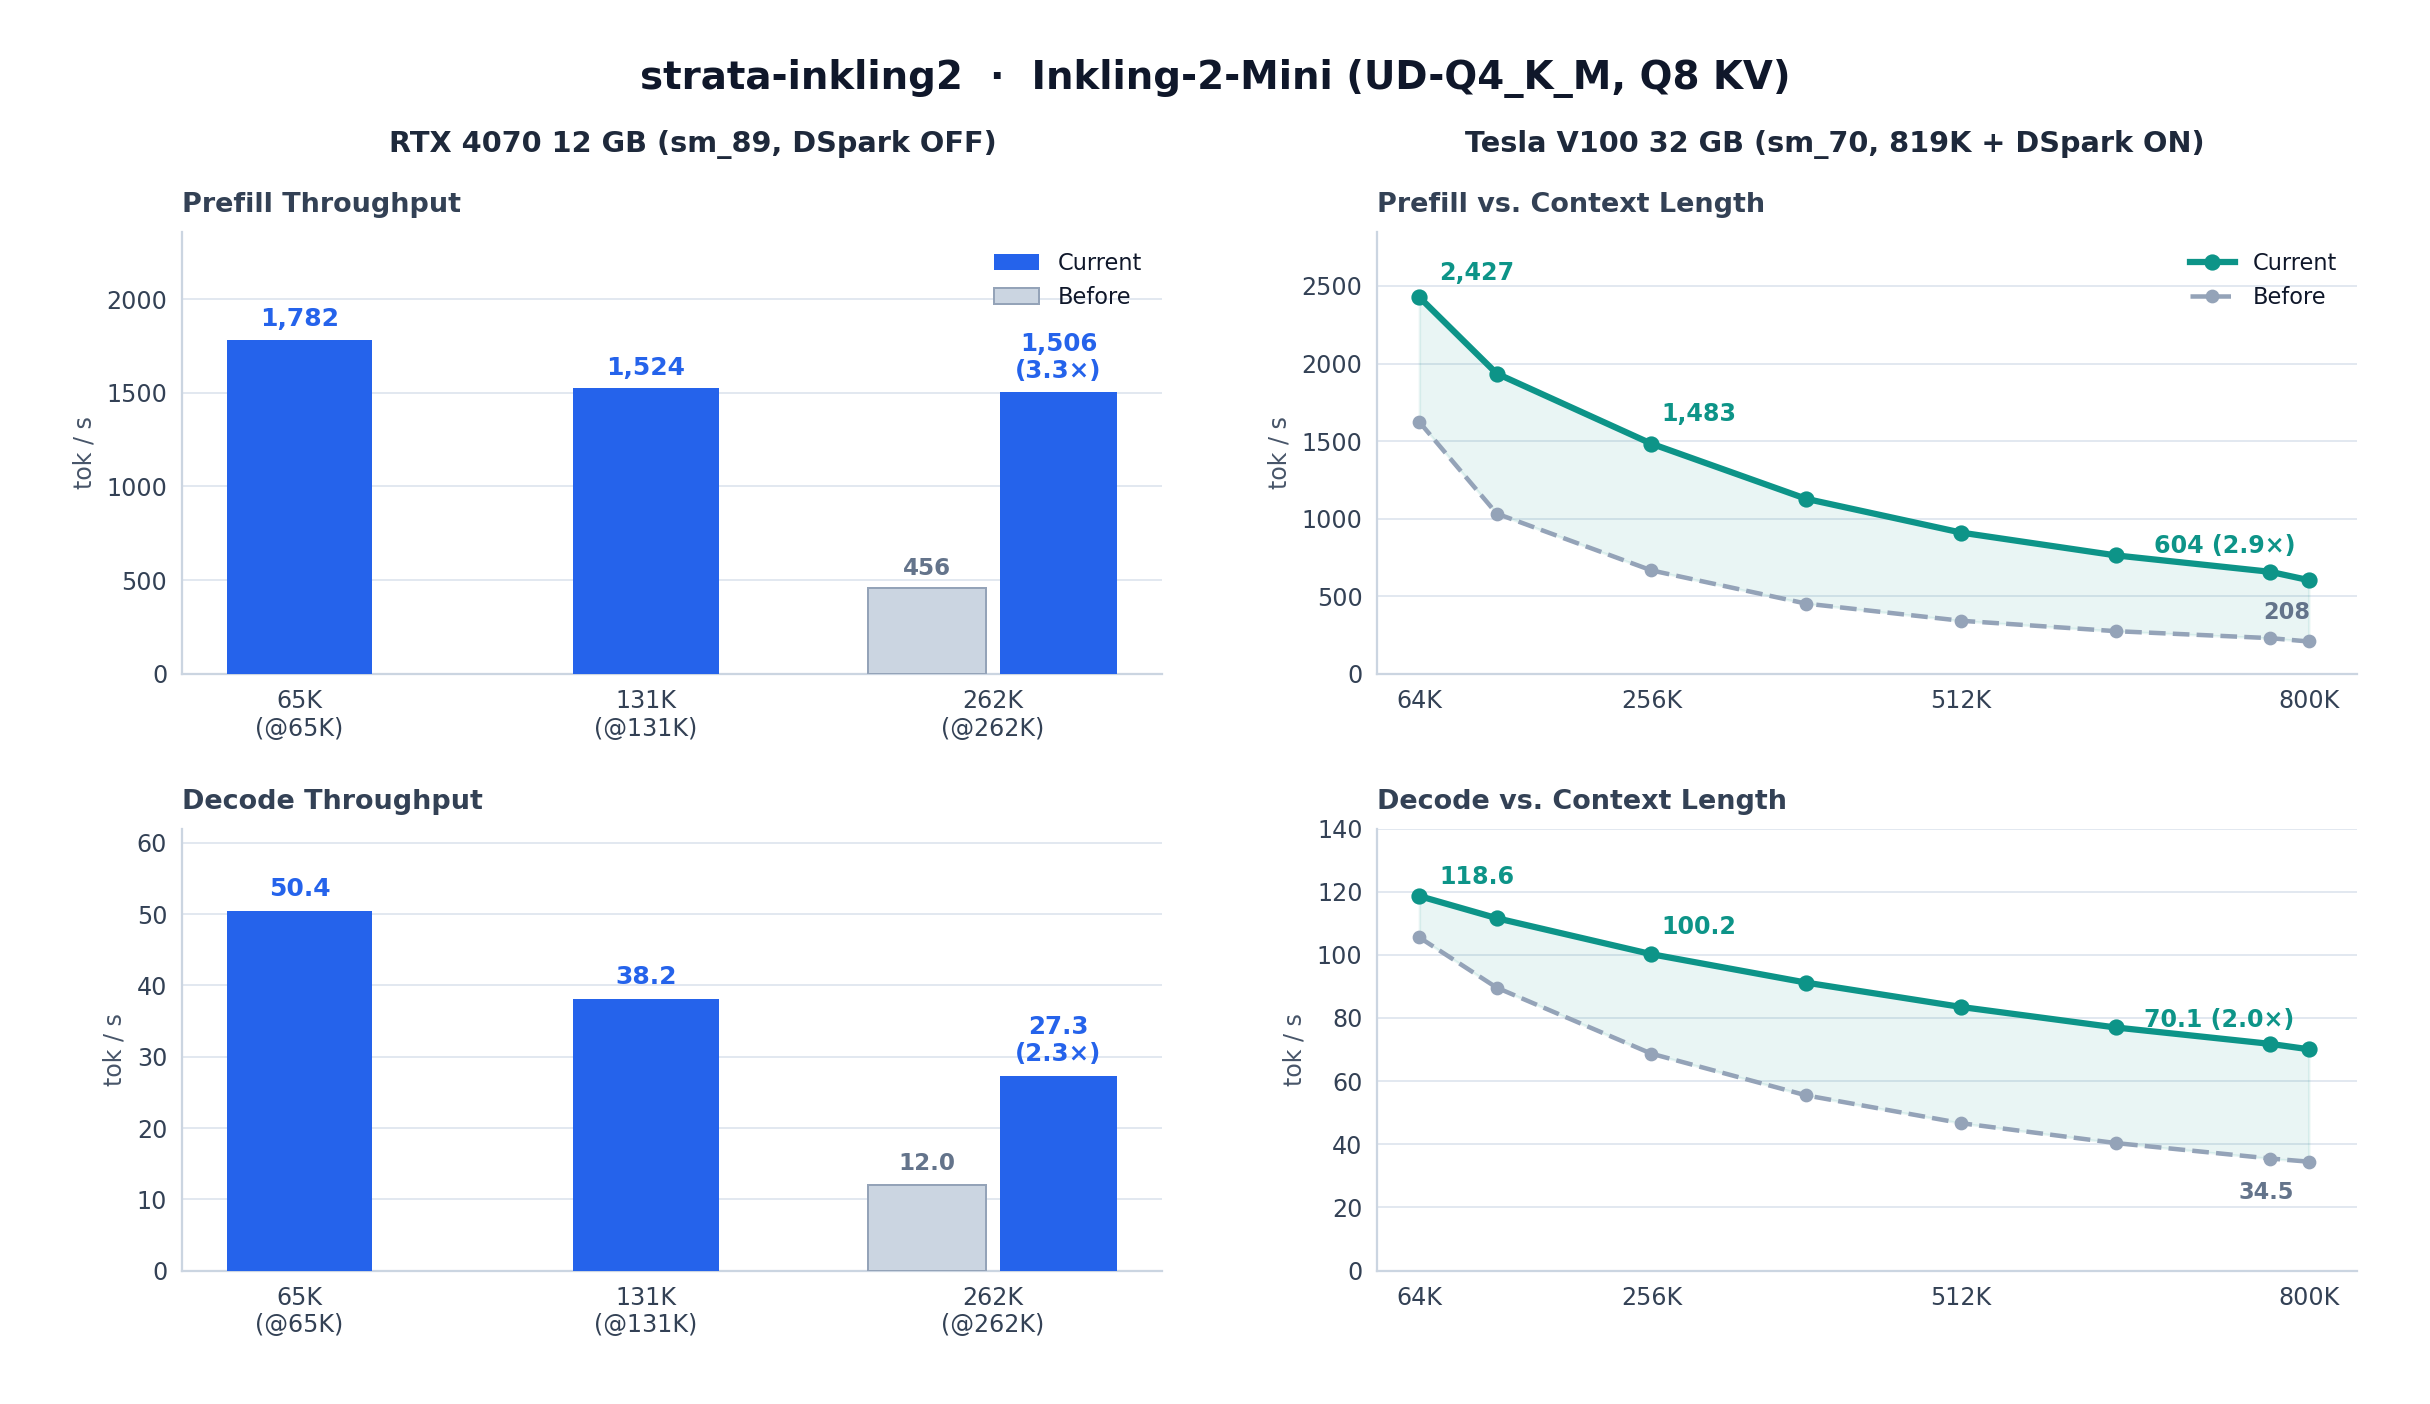 strata-inkling2 · Inkling-2-Mini (UD-Q4_K_M, Q8 KV)
RTX 4070 12 GB (sm_89, DSpark OFF)
Prefill Throughput
Current
Before
tok / s
2000
1500
1000
500
0
1,782
1,524
456
1,506
(3.3×)
65K
(@65K)
131K
(@131K)
262K
(@262K)
Tesla V100 32 GB (sm_70, 819K + DSpark ON)
Prefill vs. Context Length
Current
Before
tok / s
2500
2000
1500
1000
500
0
2,427
1,483
604 (2.9×)
208
64K
256K
512K
800K
Decode Throughput
tok / s
60
50
40
30
20
10
0
50.4
38.2
12.0
27.3
(2.3×)
65K
(@65K)
131K
(@131K)
262K
(@262K)
Decode vs. Context Length
tok / s
140
120
100
80
60
40
20
0
118.6
100.2
70.1 (2.0×)
34.5
64K
256K
512K
800K